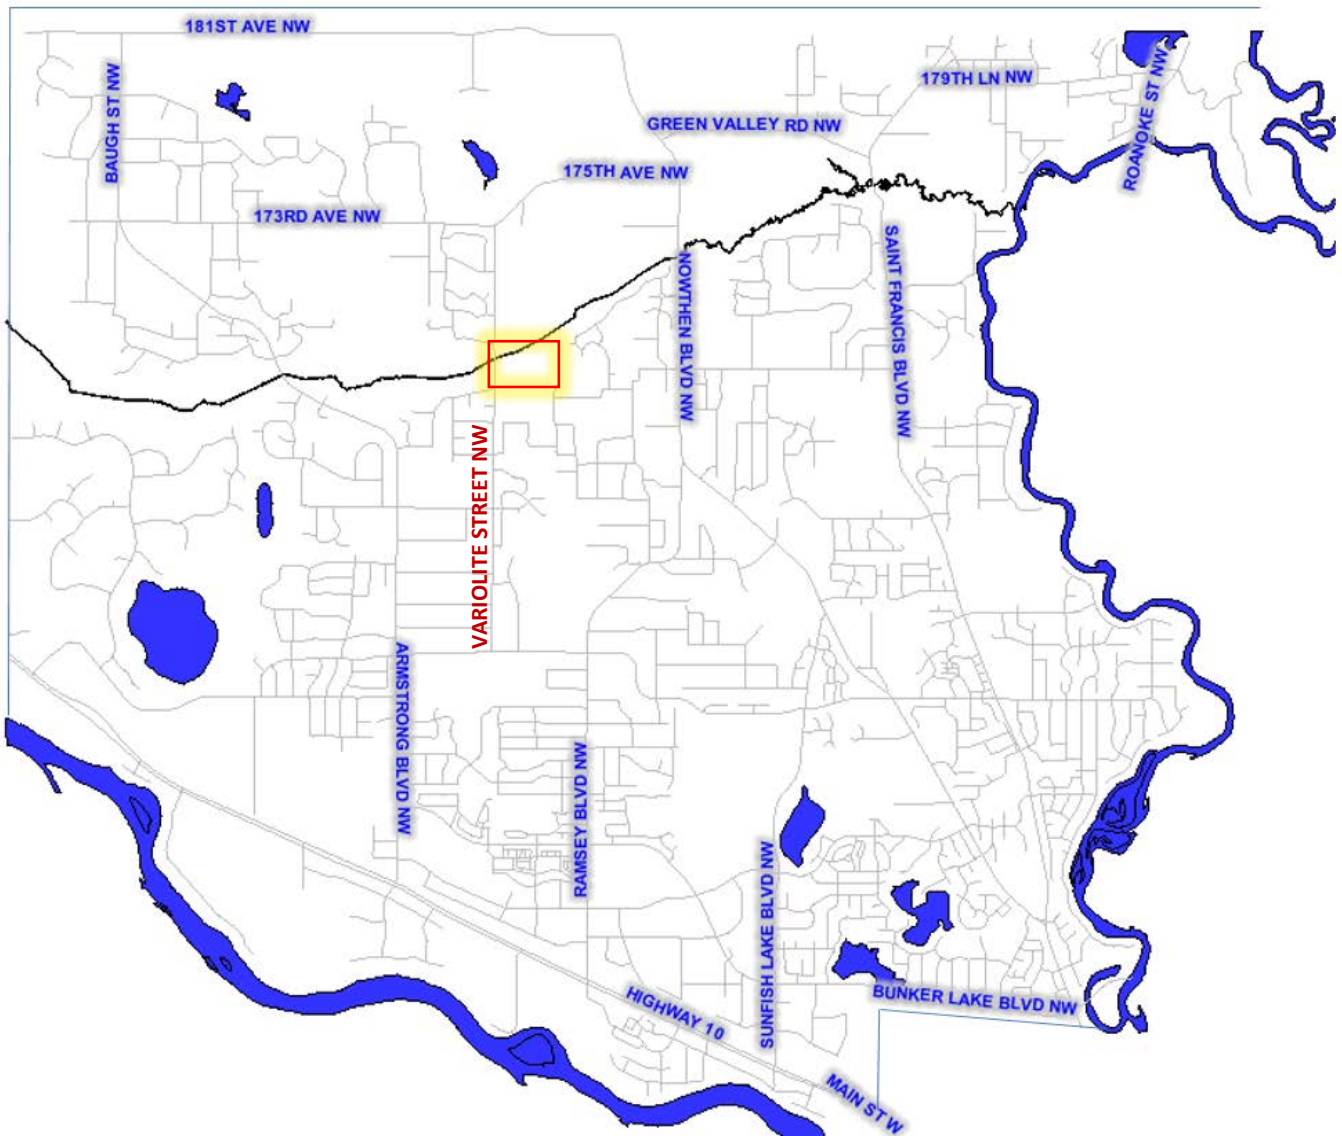 181ST AVE NW
BAUGH ST NW
179TH LN NW
ROANOKE ST NW
GREEN VALLEY RD NW
175TH AVE NW
173RD AVE NW
NOWTHEN BLVD NW
SAINT FRANCIS BLVD NW
VARIOLITE STREET NW
ARMSTRONG BLVD NW
RAMSEY BLVD NW
SUNFISH LAKE BLVD NW
BUNKER LAKE BLVD NW
HIGHWAY 10
MAIN ST W